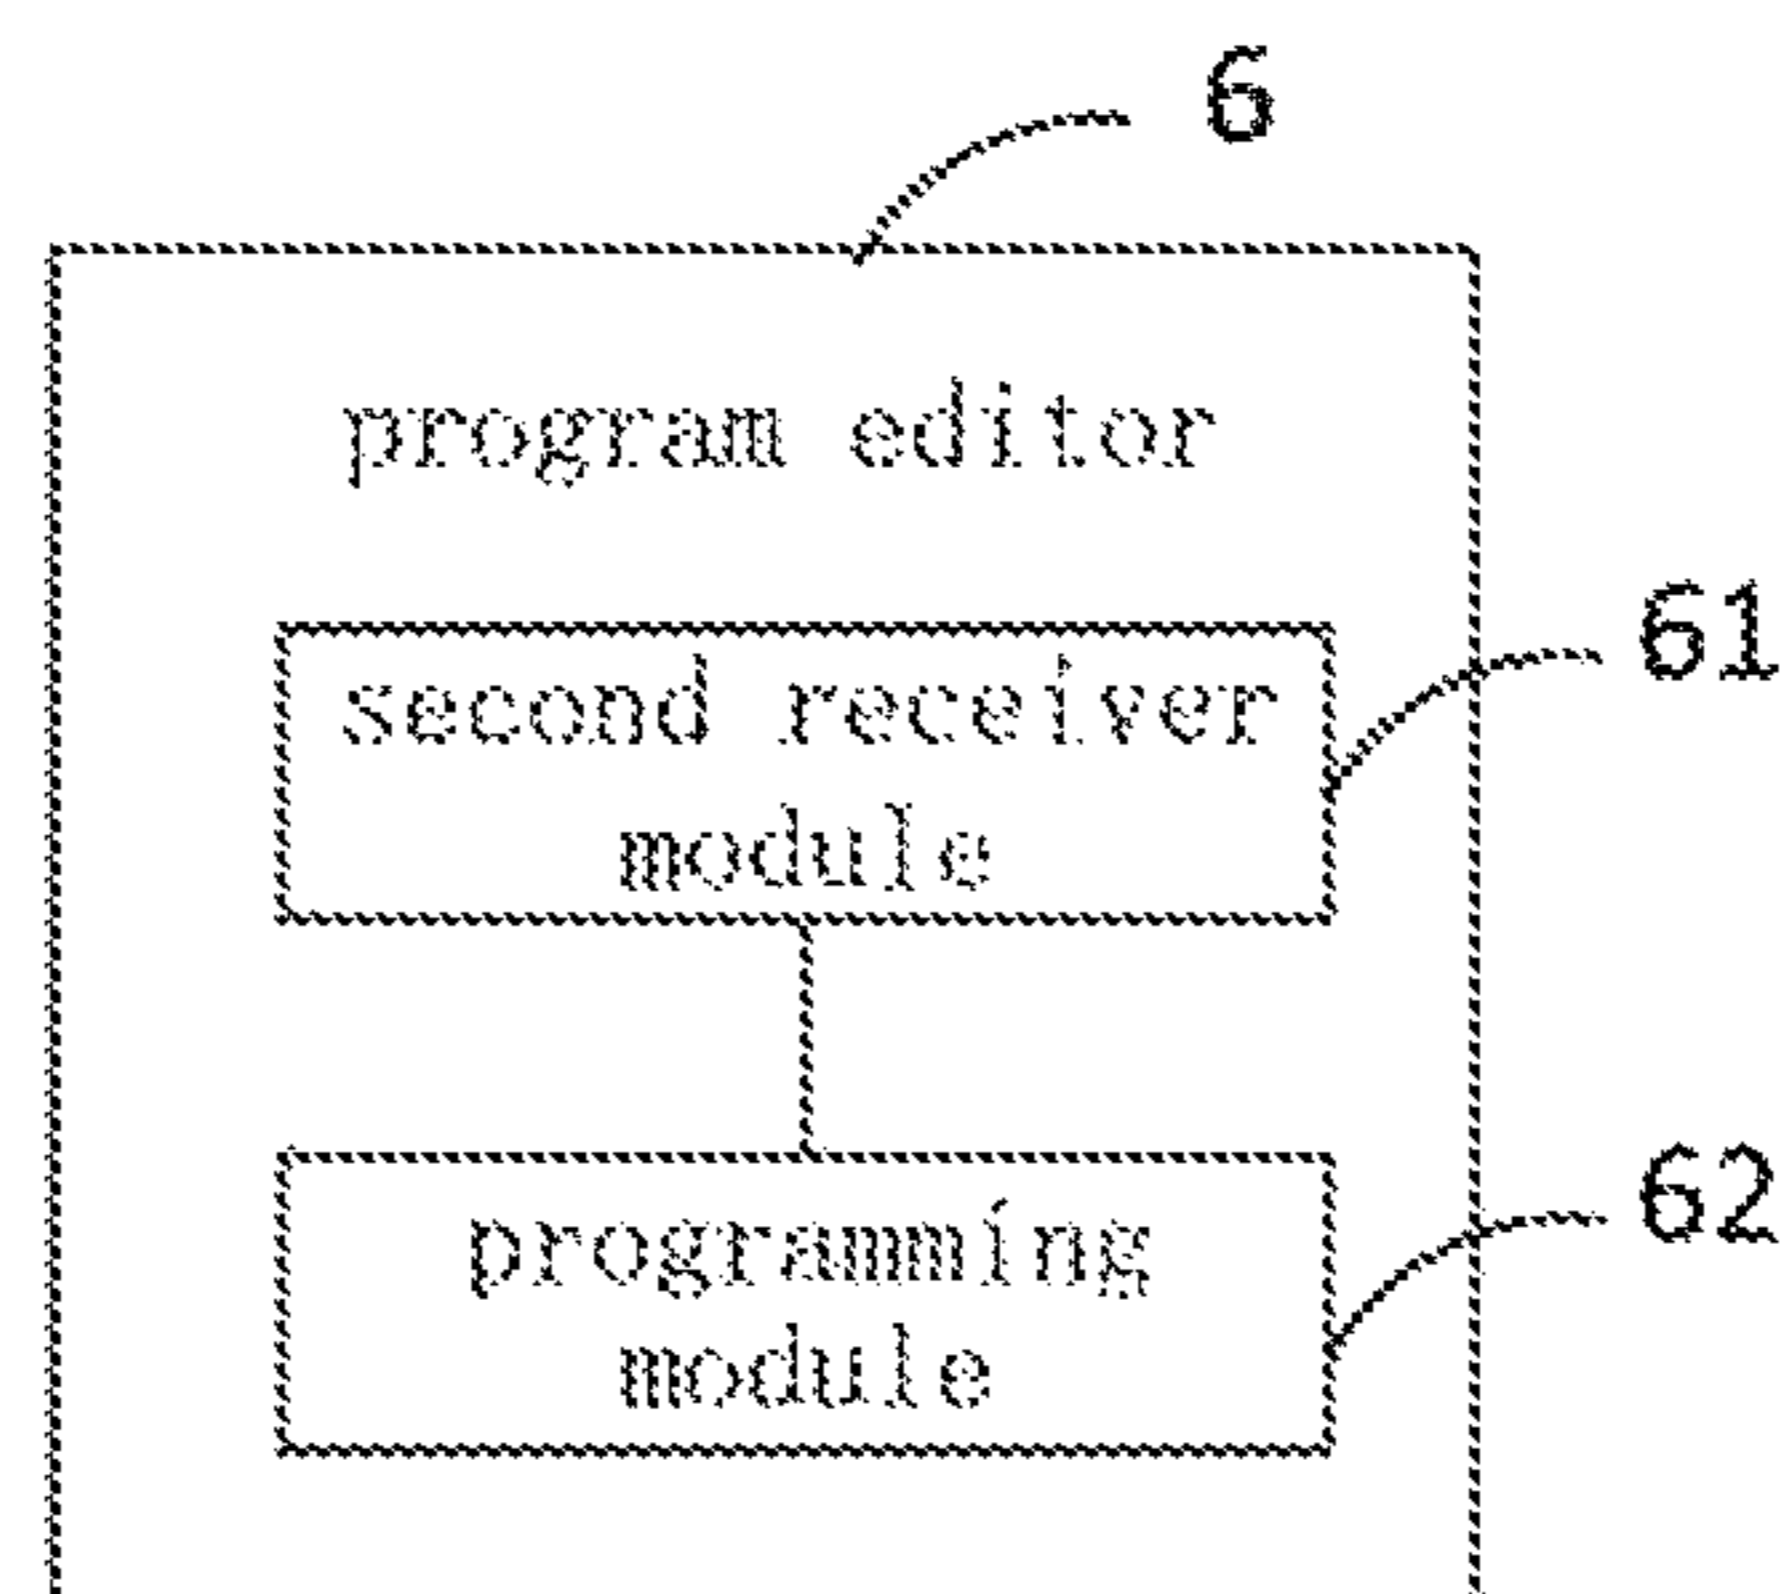 6
program editor
61
second receiver
module
62
programming
module